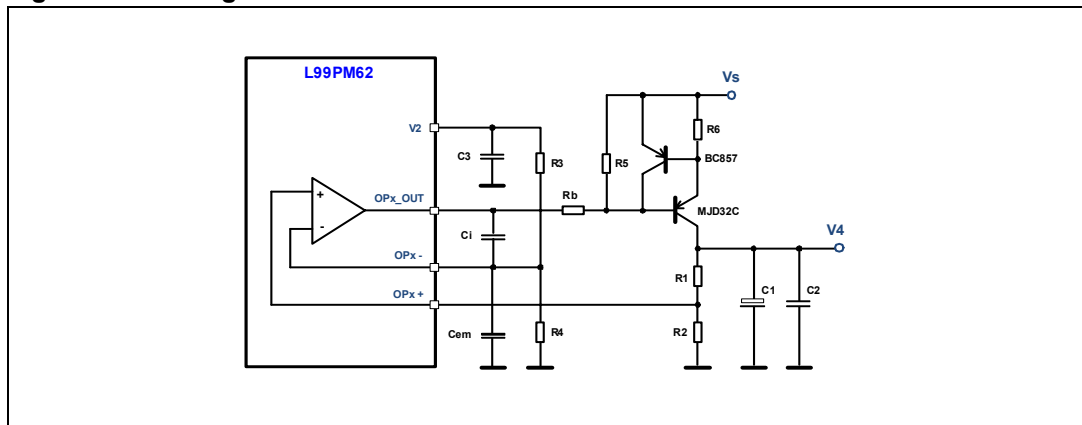 L99PM62
Vs
V2
R6
C3
R3
R5
BC857
Rb
OPx_OUT
MJD32C
+
-
Ci
V4
OPx -
R1
C1
C2
OPx +
Cem
R4
R2